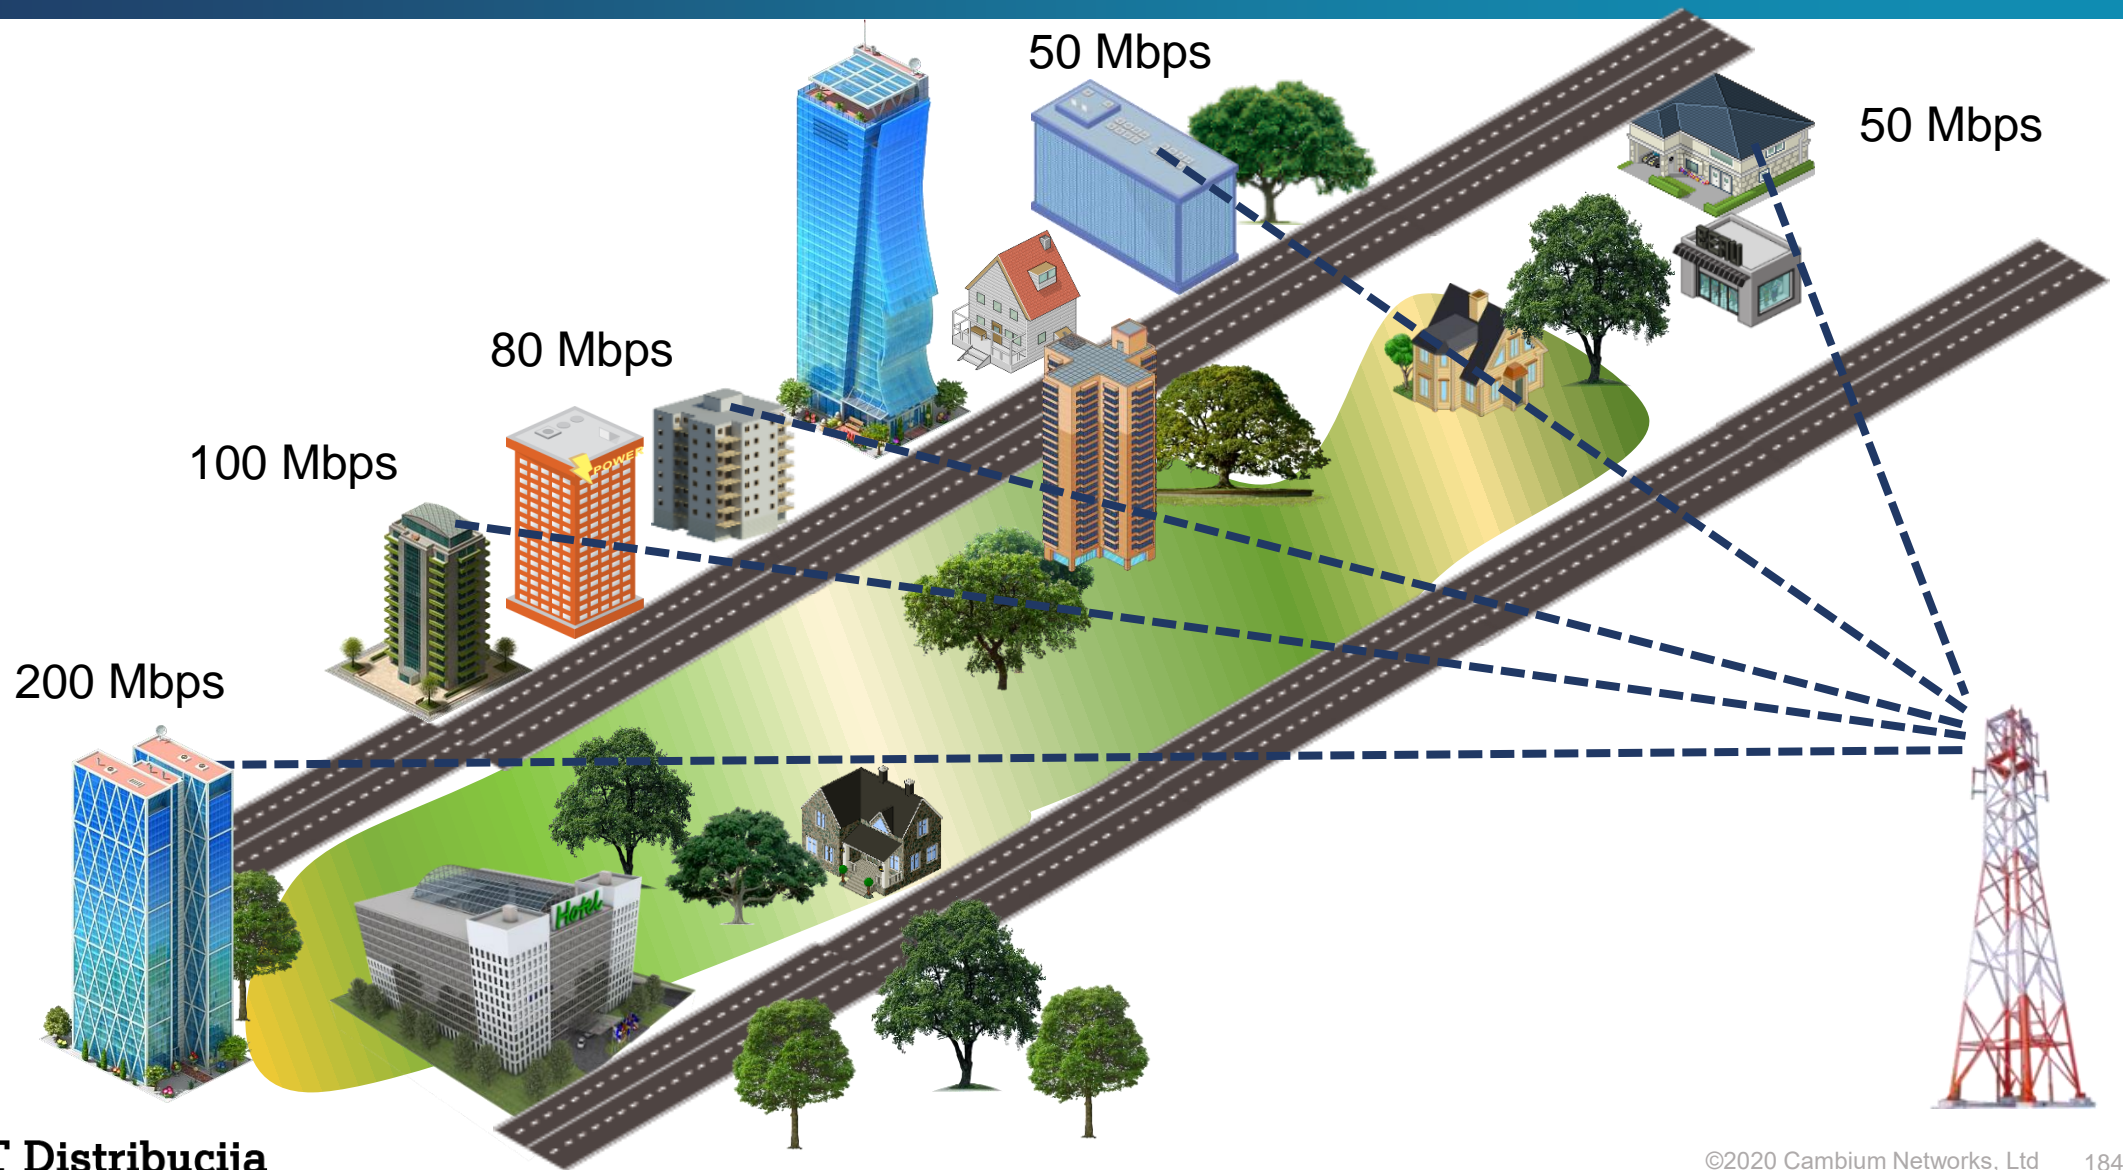 50 Mbps
50 Mbps
80 Mbps
100 Mbps
POWER
200 Mbps
Hotel
T Distribucija
©2020 Cambium Networks, Ltd 184